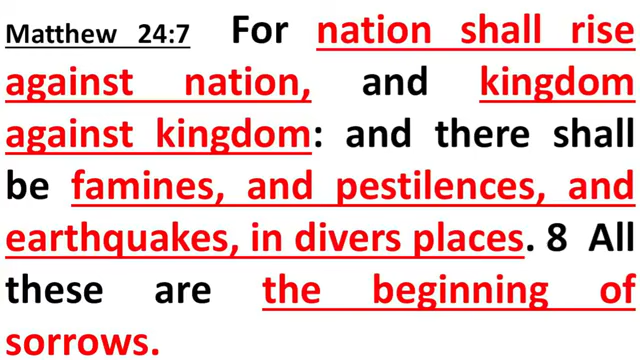 Matthew 24:7 For nation shall rise
against nation, and kingdom
against kingdom: and there shall
be famines, and pestilences, and
earthquakes, in divers places. 8 All
these are the beginning of
sorrows.